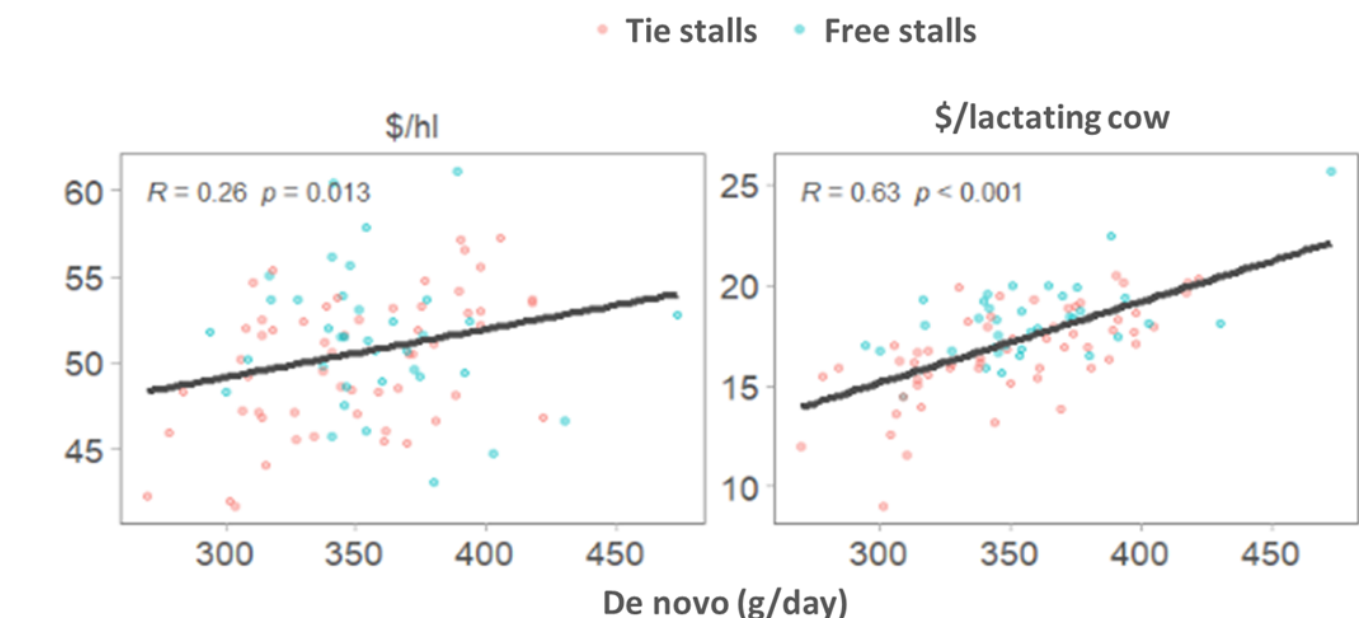 Tie stalls Free stalls
$/hl
R = 0.26 p = 0.013
60
55
50
45
300 350 400 450
$/lactating cow
R = 0.63 p < 0.001
25
20
15
10
300 350 400 450
De novo (g/day)